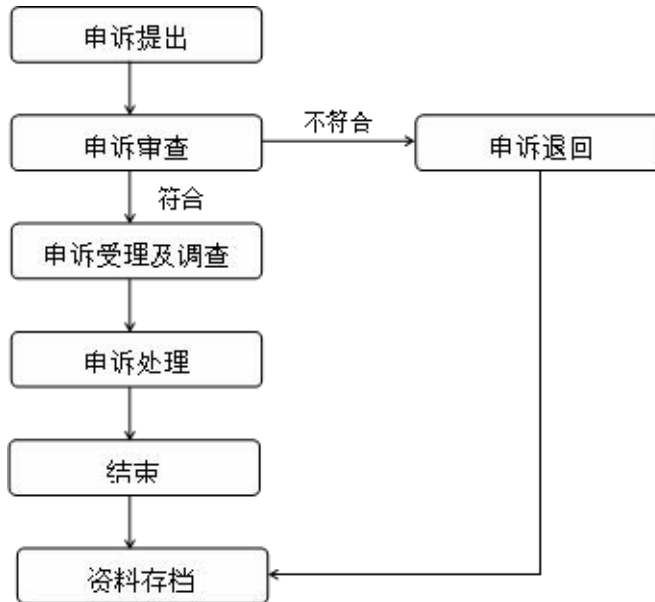 申诉提出
申诉审查
不符合
申诉退回
符合
申诉受理及调查
申诉处理
结束
资料存档